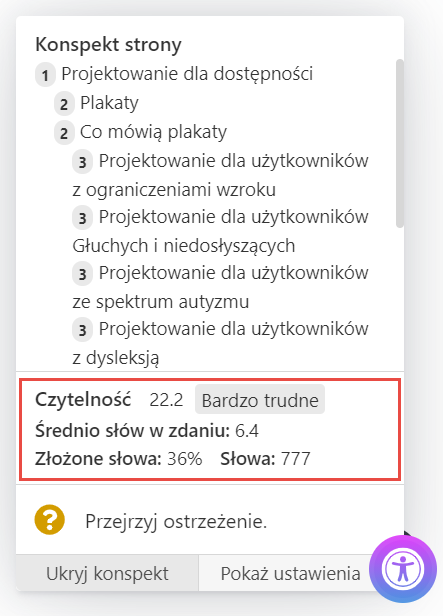 Konspekt strony
1 Projektowanie dla dostępności
2 Plakaty
2 Co mówią plakaty
3 Projektowanie dla użytkowników
z ograniczeniami wzroku
3 Projektowanie dla użytkowników
Głuchych i niedosłyszących
3 Projektowanie dla użytkowników
ze spektrum autyzmu
3 Projektowanie dla użytkowników
z dysleksją
Czytelność 22.2 Bardzo trudne
Średnio słów w zdaniu: 6.4
Złożone słowa: 36% Słowa: 777
? Przejrzyj ostrzeżenie.
Ukryj konspekt Pokaż ustawienia